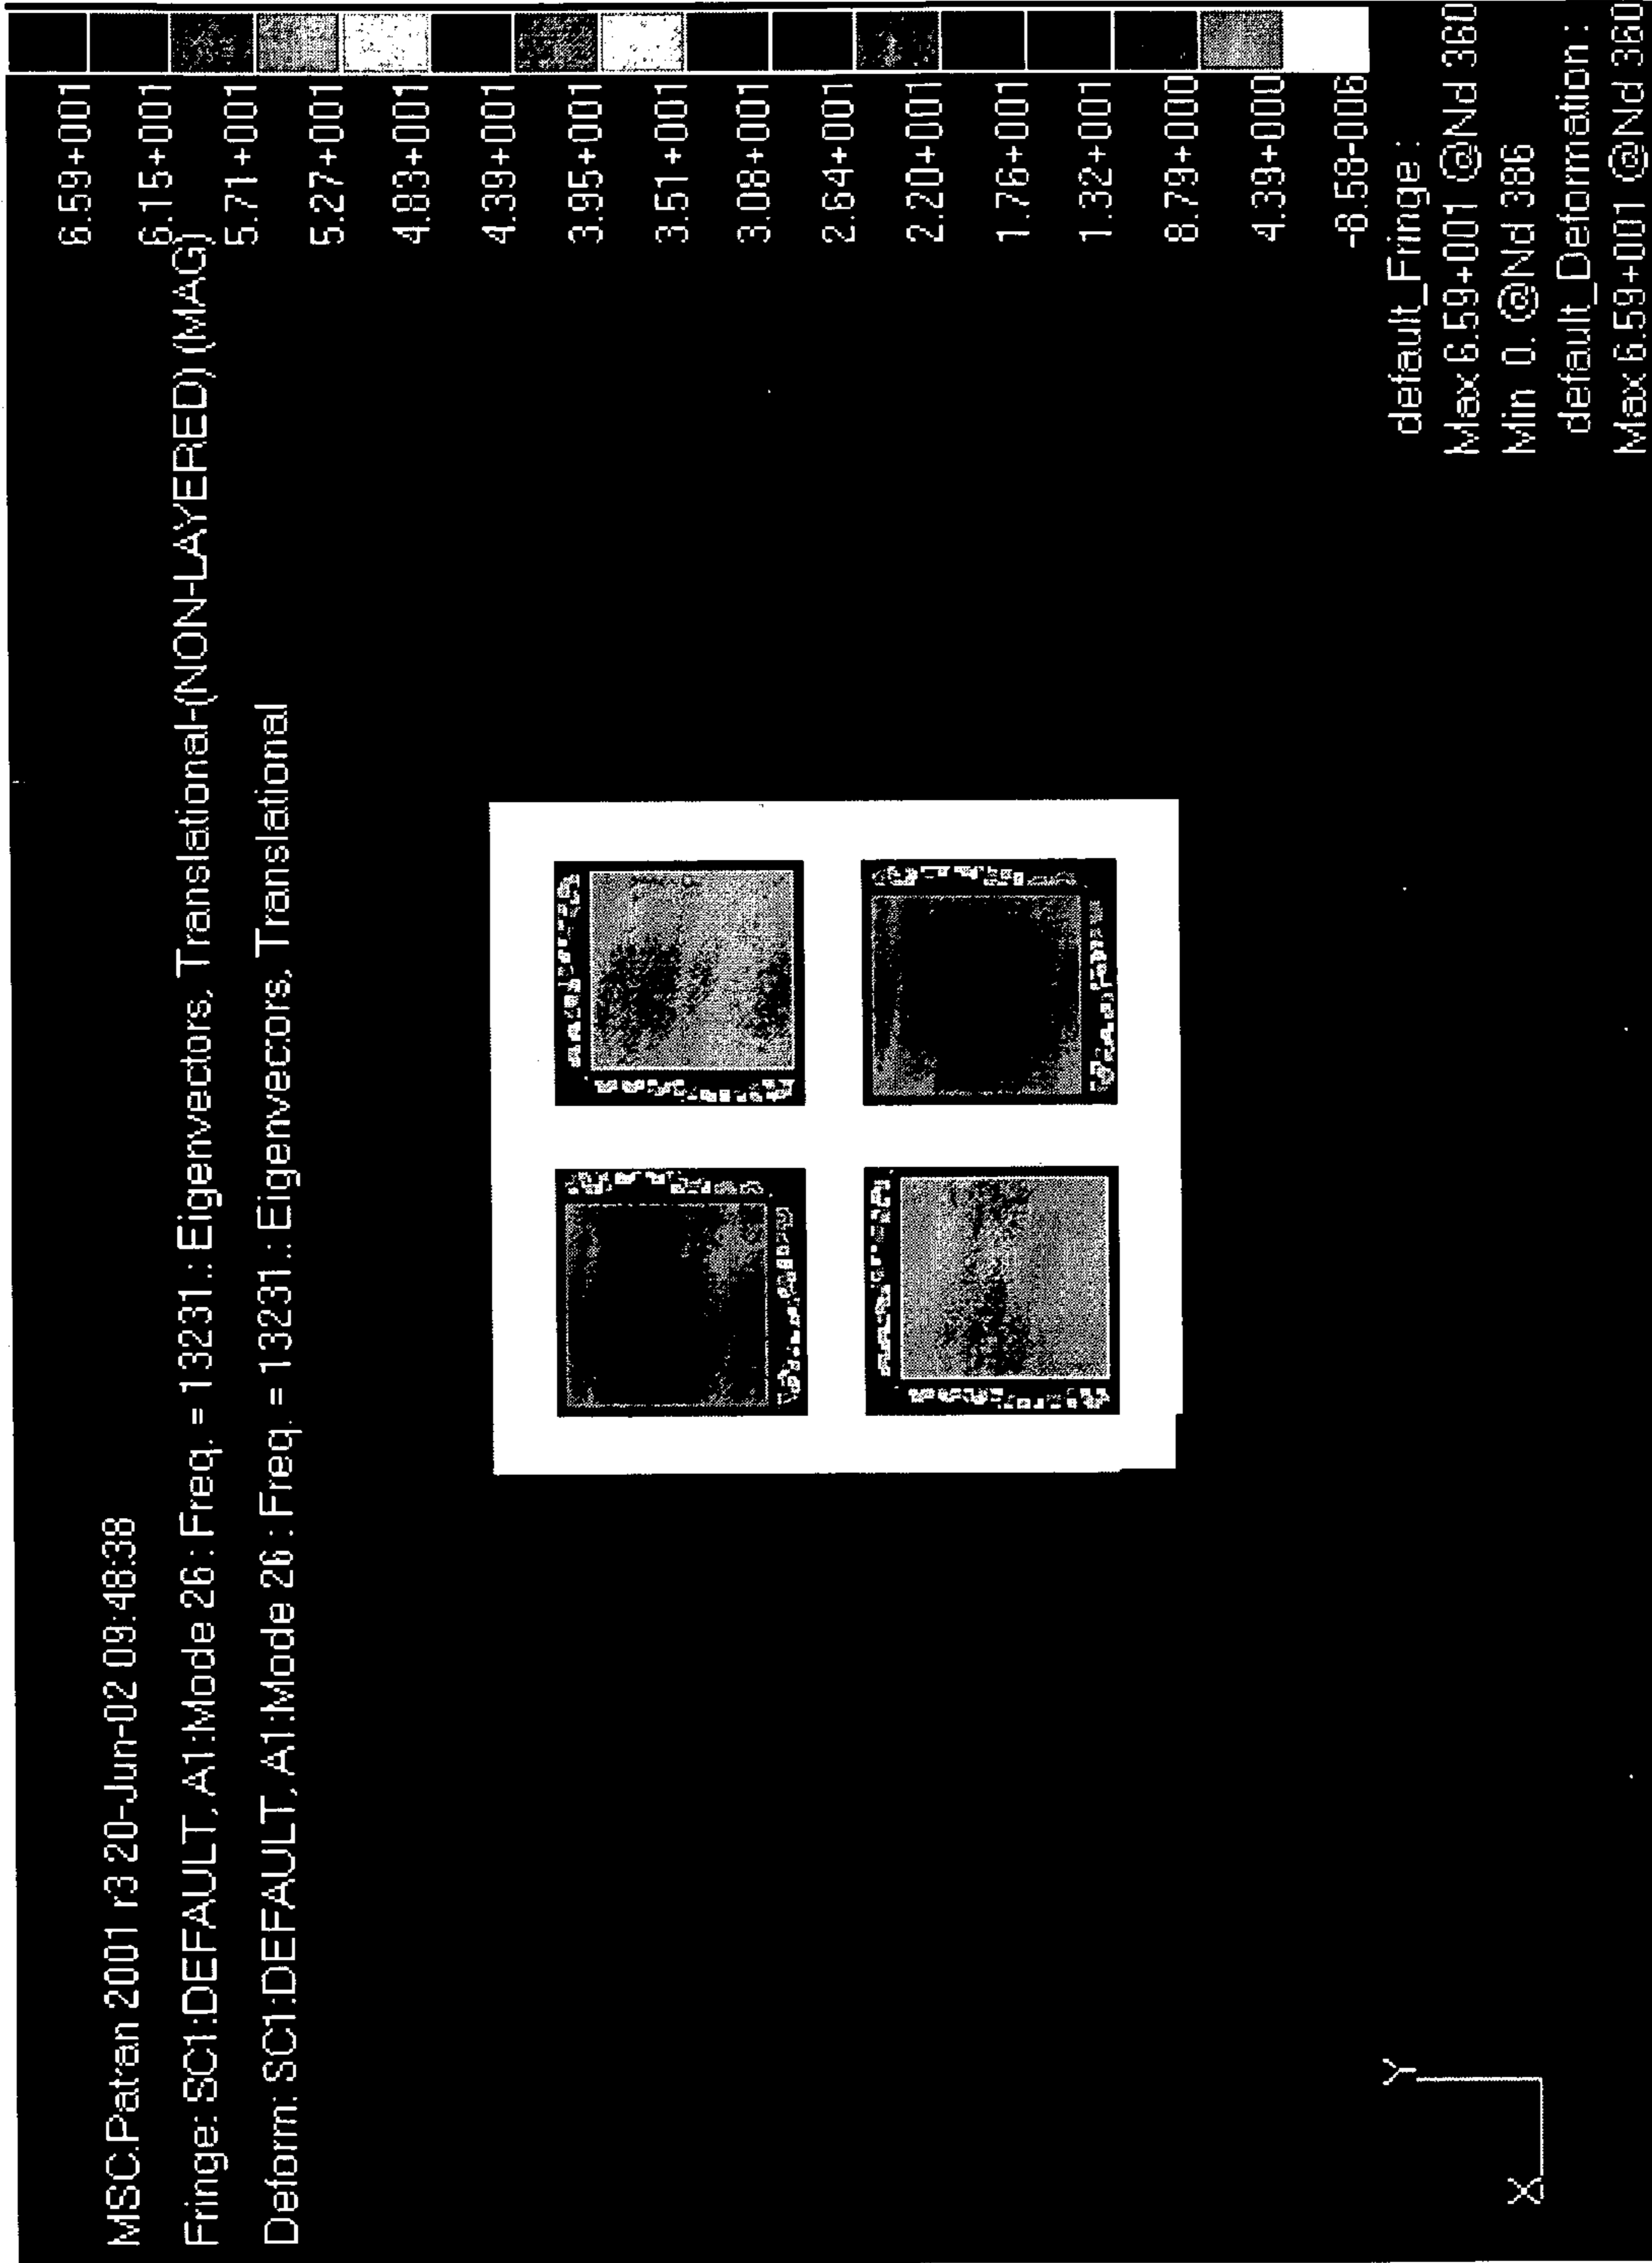 MSC.Patran 2001 r3 20-Jun-02 09:48:38
Fringe: SC1:DEFAULT, A1:Mode 26 : Freq. = 13231.: Eigenvectors, Translational-(NON-LAYERED) (MAG)
Deform: SC1:DEFAULT, A1:Mode 26 : Freq. = 13231.: Eigenvecors, Translational
6.59+001
6.15+001
5.71+001
5.27+001
4.83+001
4.39+001
3.95+001
3.51+001
3.08+001
2.64+001
2.20+001
1.76+001
1.32+001
8.79+000
4.39+000
-8.58-006
default_Fringe :
Max 6.59+001 @Nd 360
Min 0. @Nd 386
default_Deformation :
Max 6.59+001 @Nd 360
Y
X